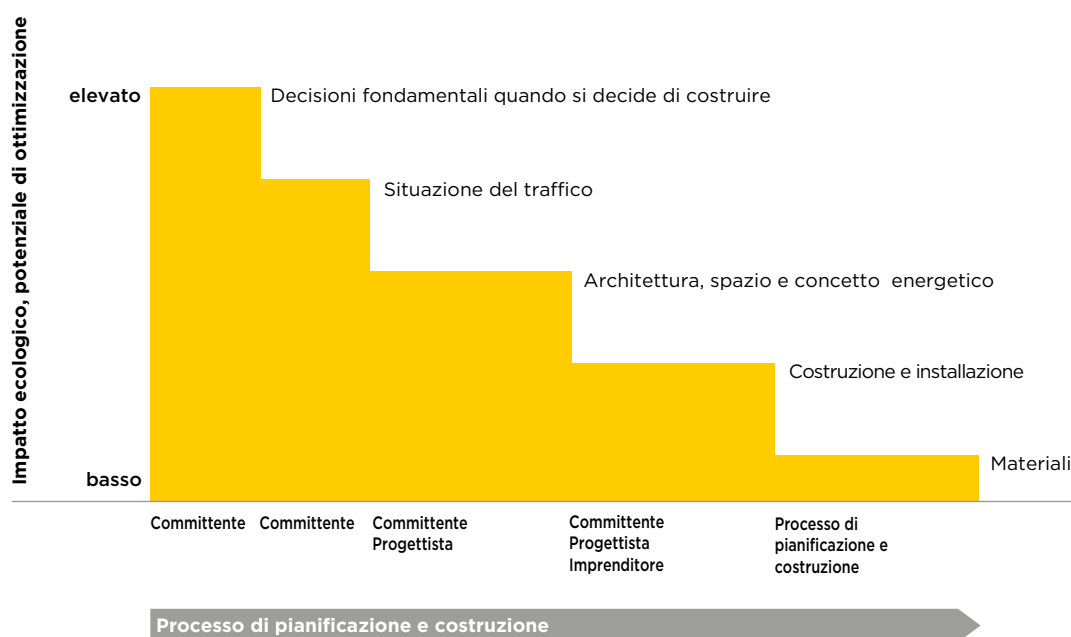 Impatto ecologico, potenziale di ottimizzazione
elevato
Decisioni fondamentali quando si decide di costruire
Situazione del traffico
Architettura, spazio e concetto energetico
Costruzione e installazione
Materiali
basso
Committente
Committente
Committente
Progettista
Committente
Progettista
Imprenditore
Processo di
pianificazione e
costruzione
Processo di pianificazione e costruzione